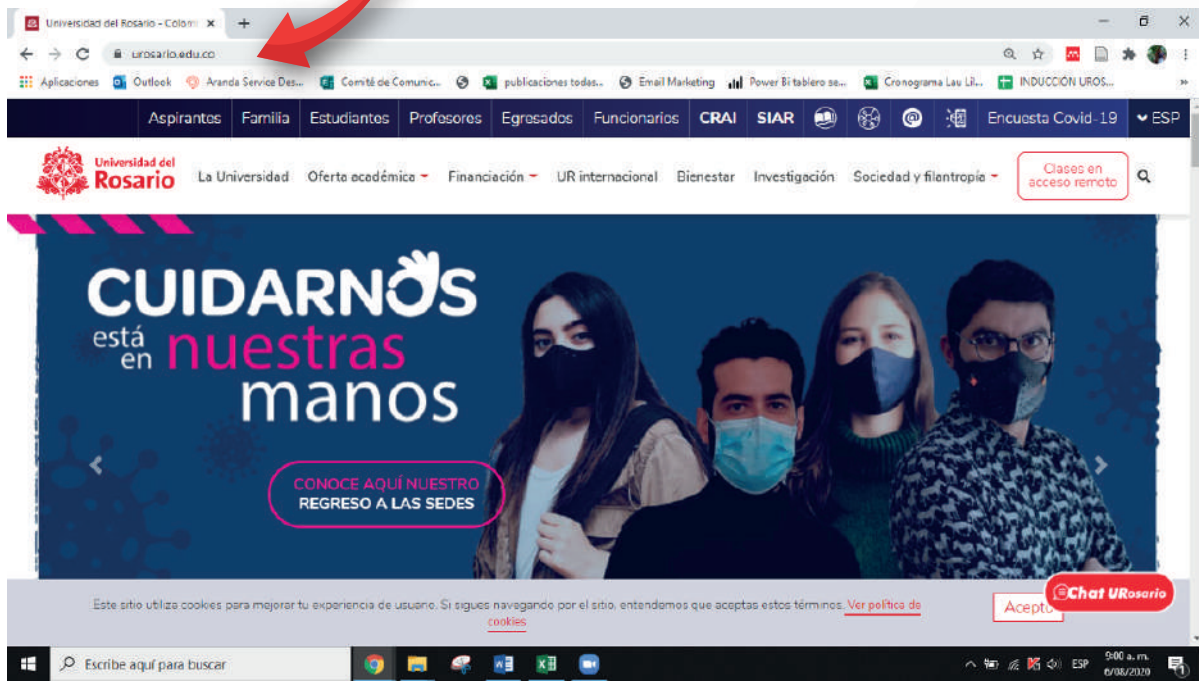 Universidad del Rosario - Colom
urosario.edu.co
Aplicaciones Outlook Aranda Service Des... Comité de Comunic... publicaciones todas... Email Marketing Power Bi tablero se... Cronograma Lau Lil... INDUCCIÓN UROS...
Aspirantes Familia Estudiantes Profesores Egresados Funcionarios CRAI SIAR Encuesta Covid-19 ESP
Universidad del
Rosario
La Universidad Oferta académica Financiación UR internacional Bienestar Investigación Sociedad y filantropía
Clases en
acceso remoto
CUIDARNOS
está
en nuestras
manos
CONOCE AQUÍ NUESTRO
REGRESO A LAS SEDES
Este sitio utiliza cookies para mejorar tu experiencia de usuario. Si sigues navegando por el sitio, entendemos que aceptas estos términos. Ver política de
cookies
Acepto
Chat URosario
Escribe aquí para buscar
ESP
9:00 a. m.
6/08/2020